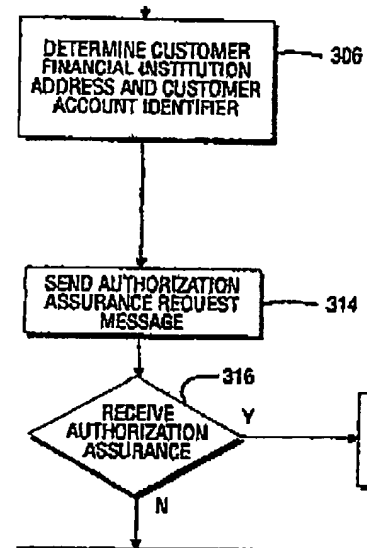 DETERMINE CUSTOMER
FINANCIAL INSTITUTION
ADDRESS AND CUSTOMER
ACCOUNT IDENTIFIER
306
SEND AUTHORIZATION
ASSURANCE REQUEST
MESSAGE
314
316
RECEIVE
AUTHORIZATION
ASSURANCE
Y
N